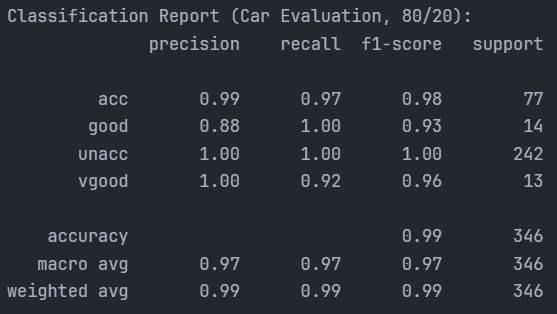 Classification Report (Car Evaluation, 80/20):
precision recall f1-score support
acc 0.99 0.97 0.98 77
good 0.88 1.00 0.93 14
unacc 1.00 1.00 1.00 242
vgood 1.00 0.92 0.96 13
accuracy 0.99 346
macro avg 0.97 0.97 0.97 346
weighted avg 0.99 0.99 0.99 346